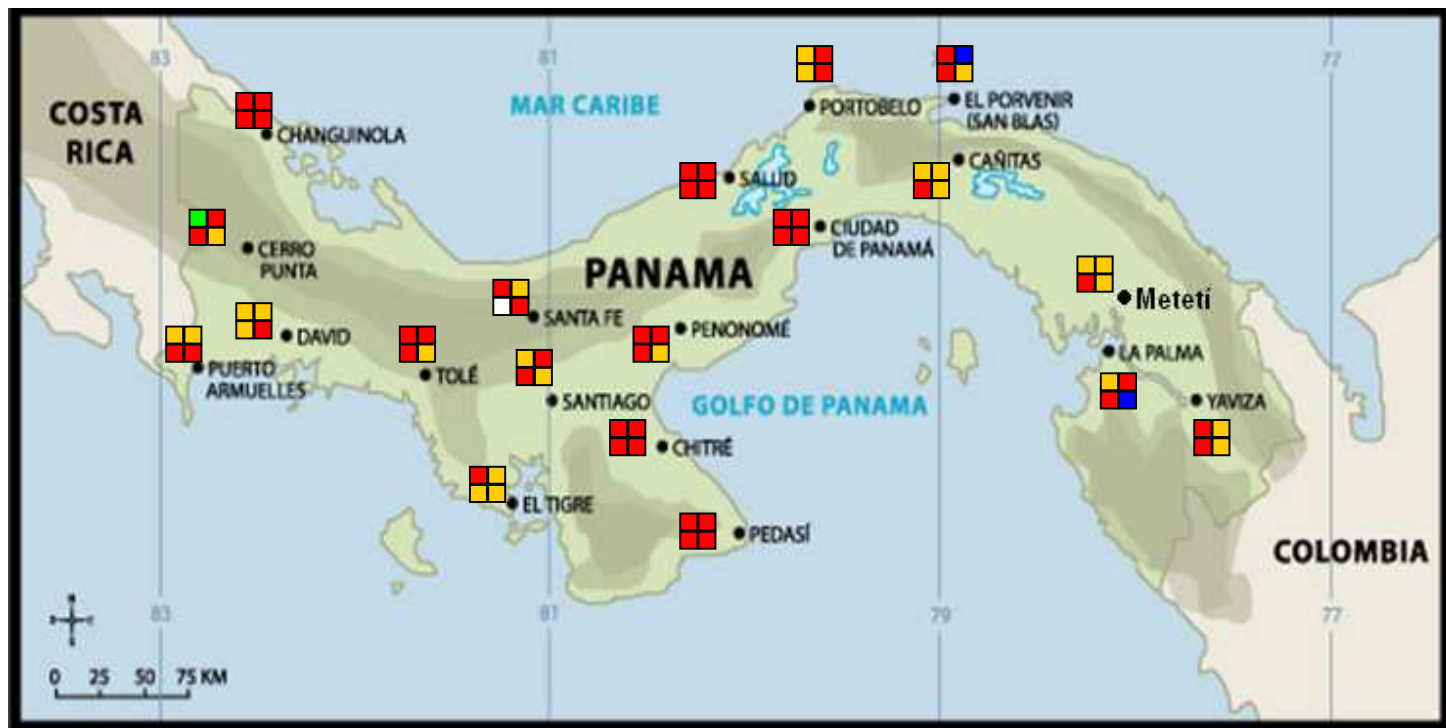 83
81
77
COSTA
RICA
MAR CARIBE
CHANGUINOLA
PORTOBELO
EL PORVENIR
(SAN BLAS)
CAÑITAS
SALUD
CIUDAD
DE PANAMÁ
CERRO
PUNTA
PANAMA
Metetí
SANTA FE
PENONOMÉ
DAVID
LA PALMA
PUERTO
ARMUELLES
TOLÉ
SANTIAGO
GOLFO DE PANAMA
YAVIZA
CHITRÉ
EL TIGRE
PEDASÍ
COLOMBIA
83
81
79
77
0 25 50 75 KM